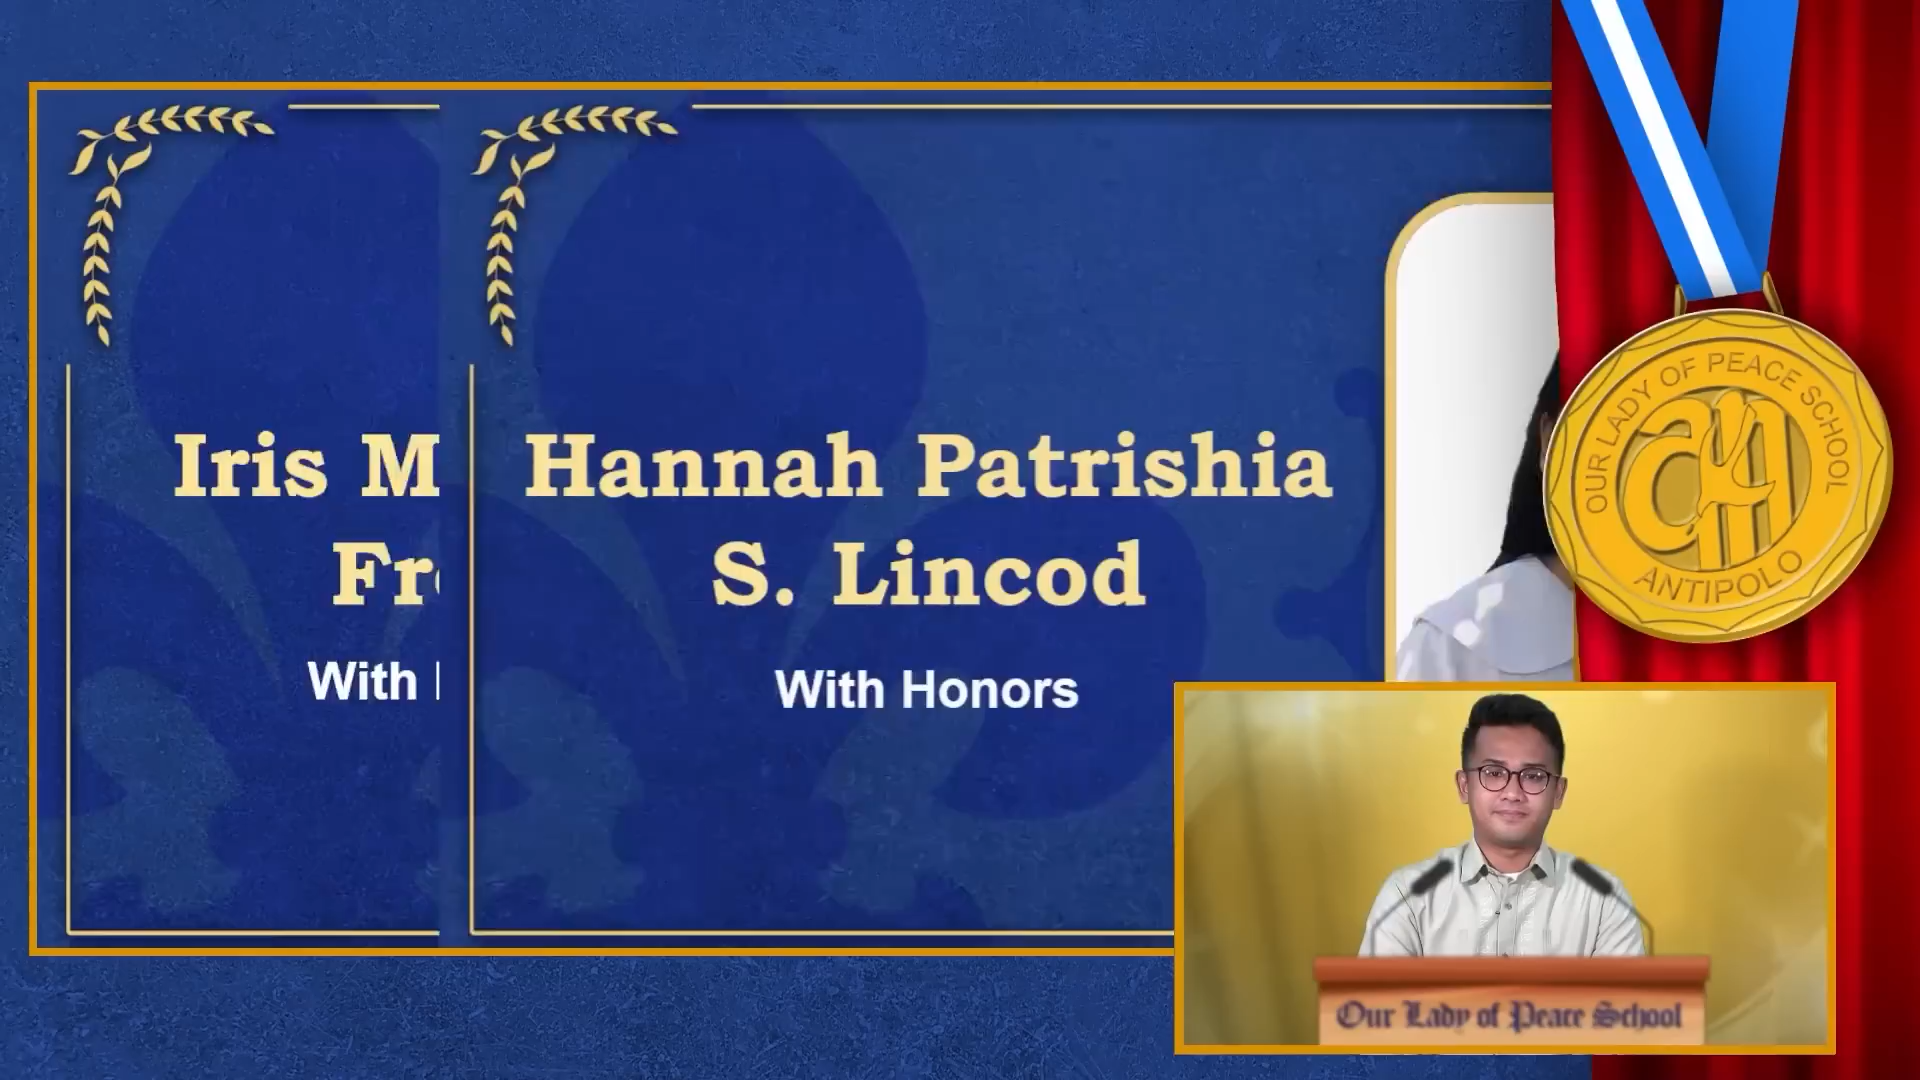 Iris M
Fr
With
Hannah Patrishia
S. Lincod
With Honors
OUR LADY OF PEACE SCHOOL
ANTIPOLO
Our Lady of Peace School